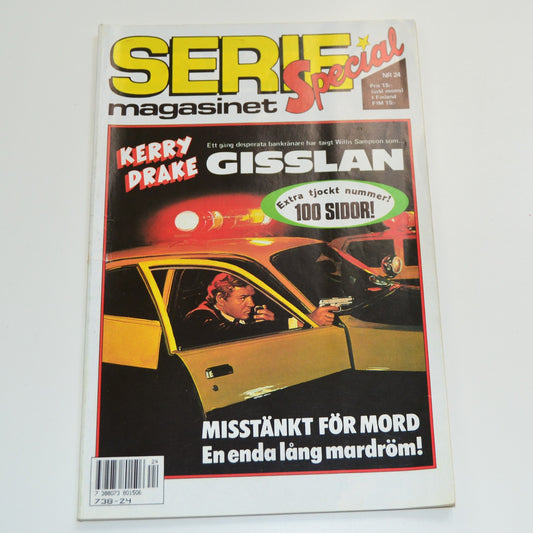 SERIE
magasinet
Special
NR 24
Pris 15:-
(inkl moms)
I Finland
FIM 15:-
KERRY
DRAKE
Ett gäng desperata bankrånare har tagit Willis Sampson som...
GISSLAN
Extra tjockt nummer!
100 SIDOR!
MISSTÄNKT FÖR MORD
En enda lång mardröm!
24
7 388073 801506
738-24